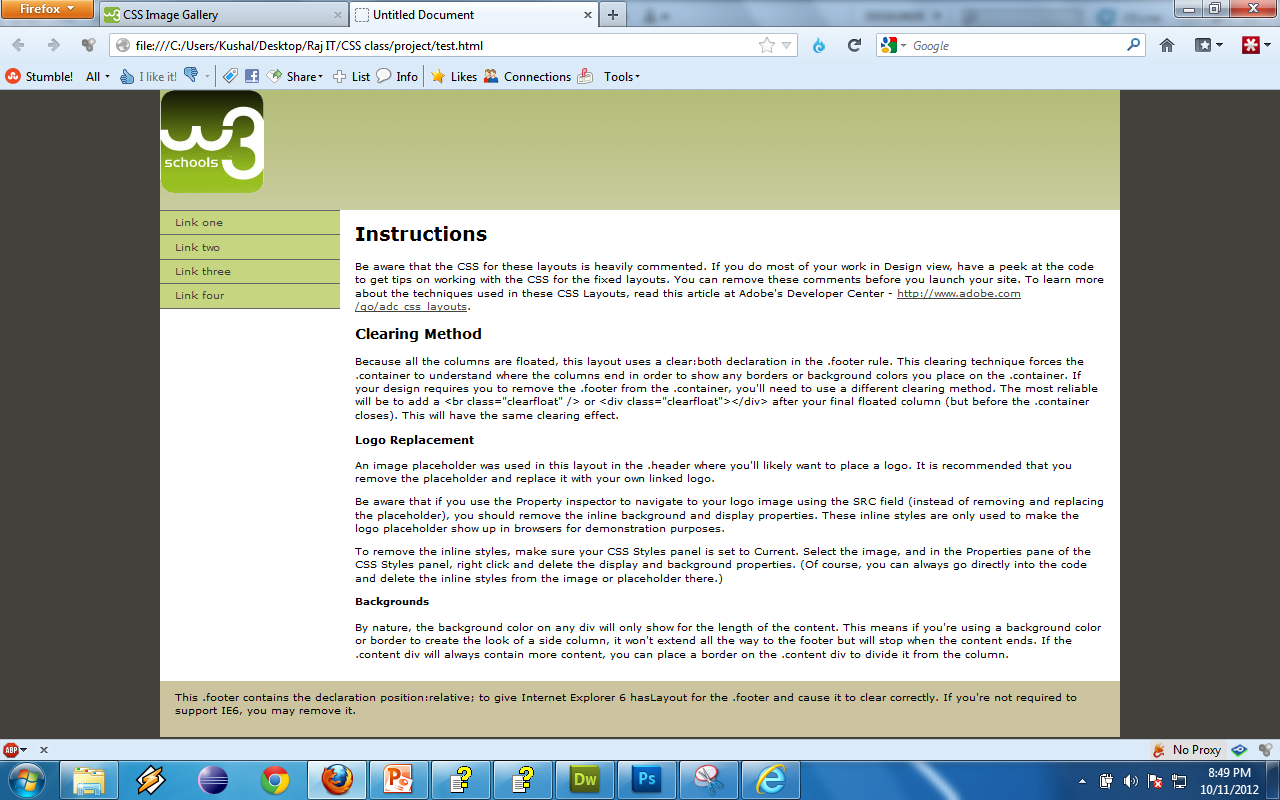 Firefox
CSS Image Gallery
Untitled Document
file:///C:/Users/Kushal/Desktop/Raj IT/CSS class/project/test.html
Google
Stumble!
All
I like it!
Share
List
Info
Likes
Connections
Tools
w3
schools
Link one
Link two
Link three
Link four
Instructions
Be aware that the CSS for these layouts is heavily commented. If you do most of your work in Design view, have a peek at the code
to get tips on working with the CSS for the fixed layouts. You can remove these comments before you launch your site. To learn more
about the techniques used in these CSS Layouts, read this article at Adobe's Developer Center - http://www.adobe.com
/go/adc_css_layouts.
Clearing Method
Because all the columns are floated, this layout uses a clear:both declaration in the .footer rule. This clearing technique forces the
.container to understand where the columns end in order to show any borders or background colors you place on the .container. If
your design requires you to remove the .footer from the .container, you'll need to use a different clearing method. The most reliable
will be to add a <br class="clearfloat" /> or <div class="clearfloat"></div> after your final floated column (but before the .container
closes). This will have the same clearing effect.
Logo Replacement
An image placeholder was used in this layout in the .header where you'll likely want to place a logo. It is recommended that you
remove the placeholder and replace it with your own linked logo.
Be aware that if you use the Property inspector to navigate to your logo image using the SRC field (instead of removing and replacing
the placeholder), you should remove the inline background and display properties. These inline styles are only used to make the
logo placeholder show up in browsers for demonstration purposes.
To remove the inline styles, make sure your CSS Styles panel is set to Current. Select the image, and in the Properties pane of the
CSS Styles panel, right click and delete the display and background properties. (Of course, you can always go directly into the code
and delete the inline styles from the image or placeholder there.)
Backgrounds
By nature, the background color on any div will only show for the length of the content. This means if you're using a background color
or border to create the look of a side column, it won't extend all the way to the footer but will stop when the content ends. If the
.content div will always contain more content, you can place a border on the .content div to divide it from the column.
This .footer contains the declaration position:relative; to give Internet Explorer 6 hasLayout for the .footer and cause it to clear correctly. If you're not required to
support IE6, you may remove it.
ABP
No Proxy
Dw
Ps
8:49 PM
10/11/2012